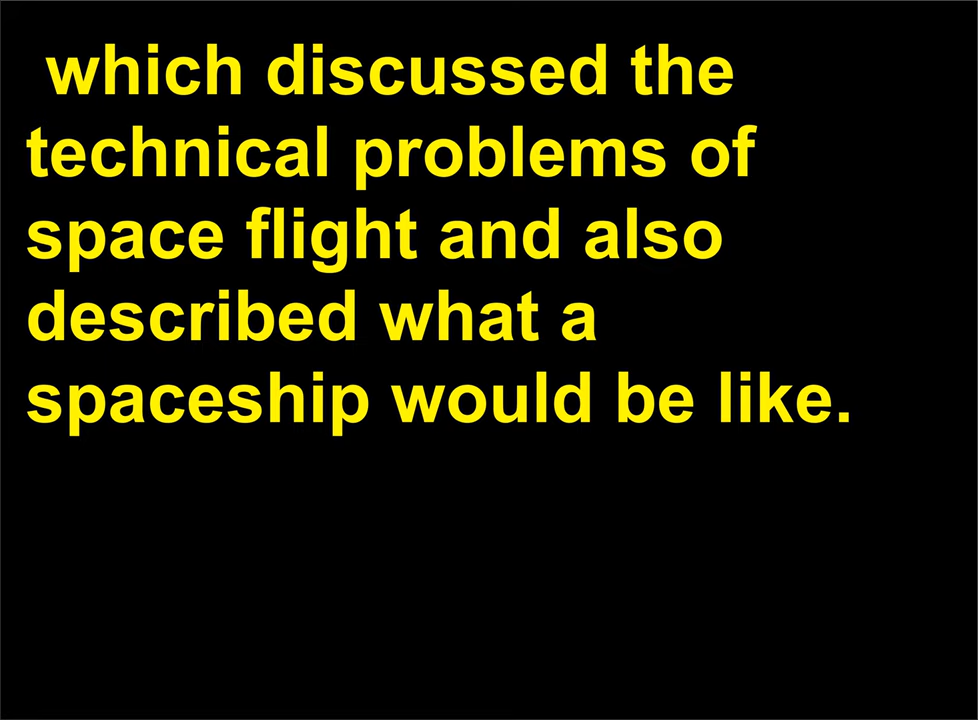 which discussed the
technical problems of
space flight and also
described what a
spaceship would be like.